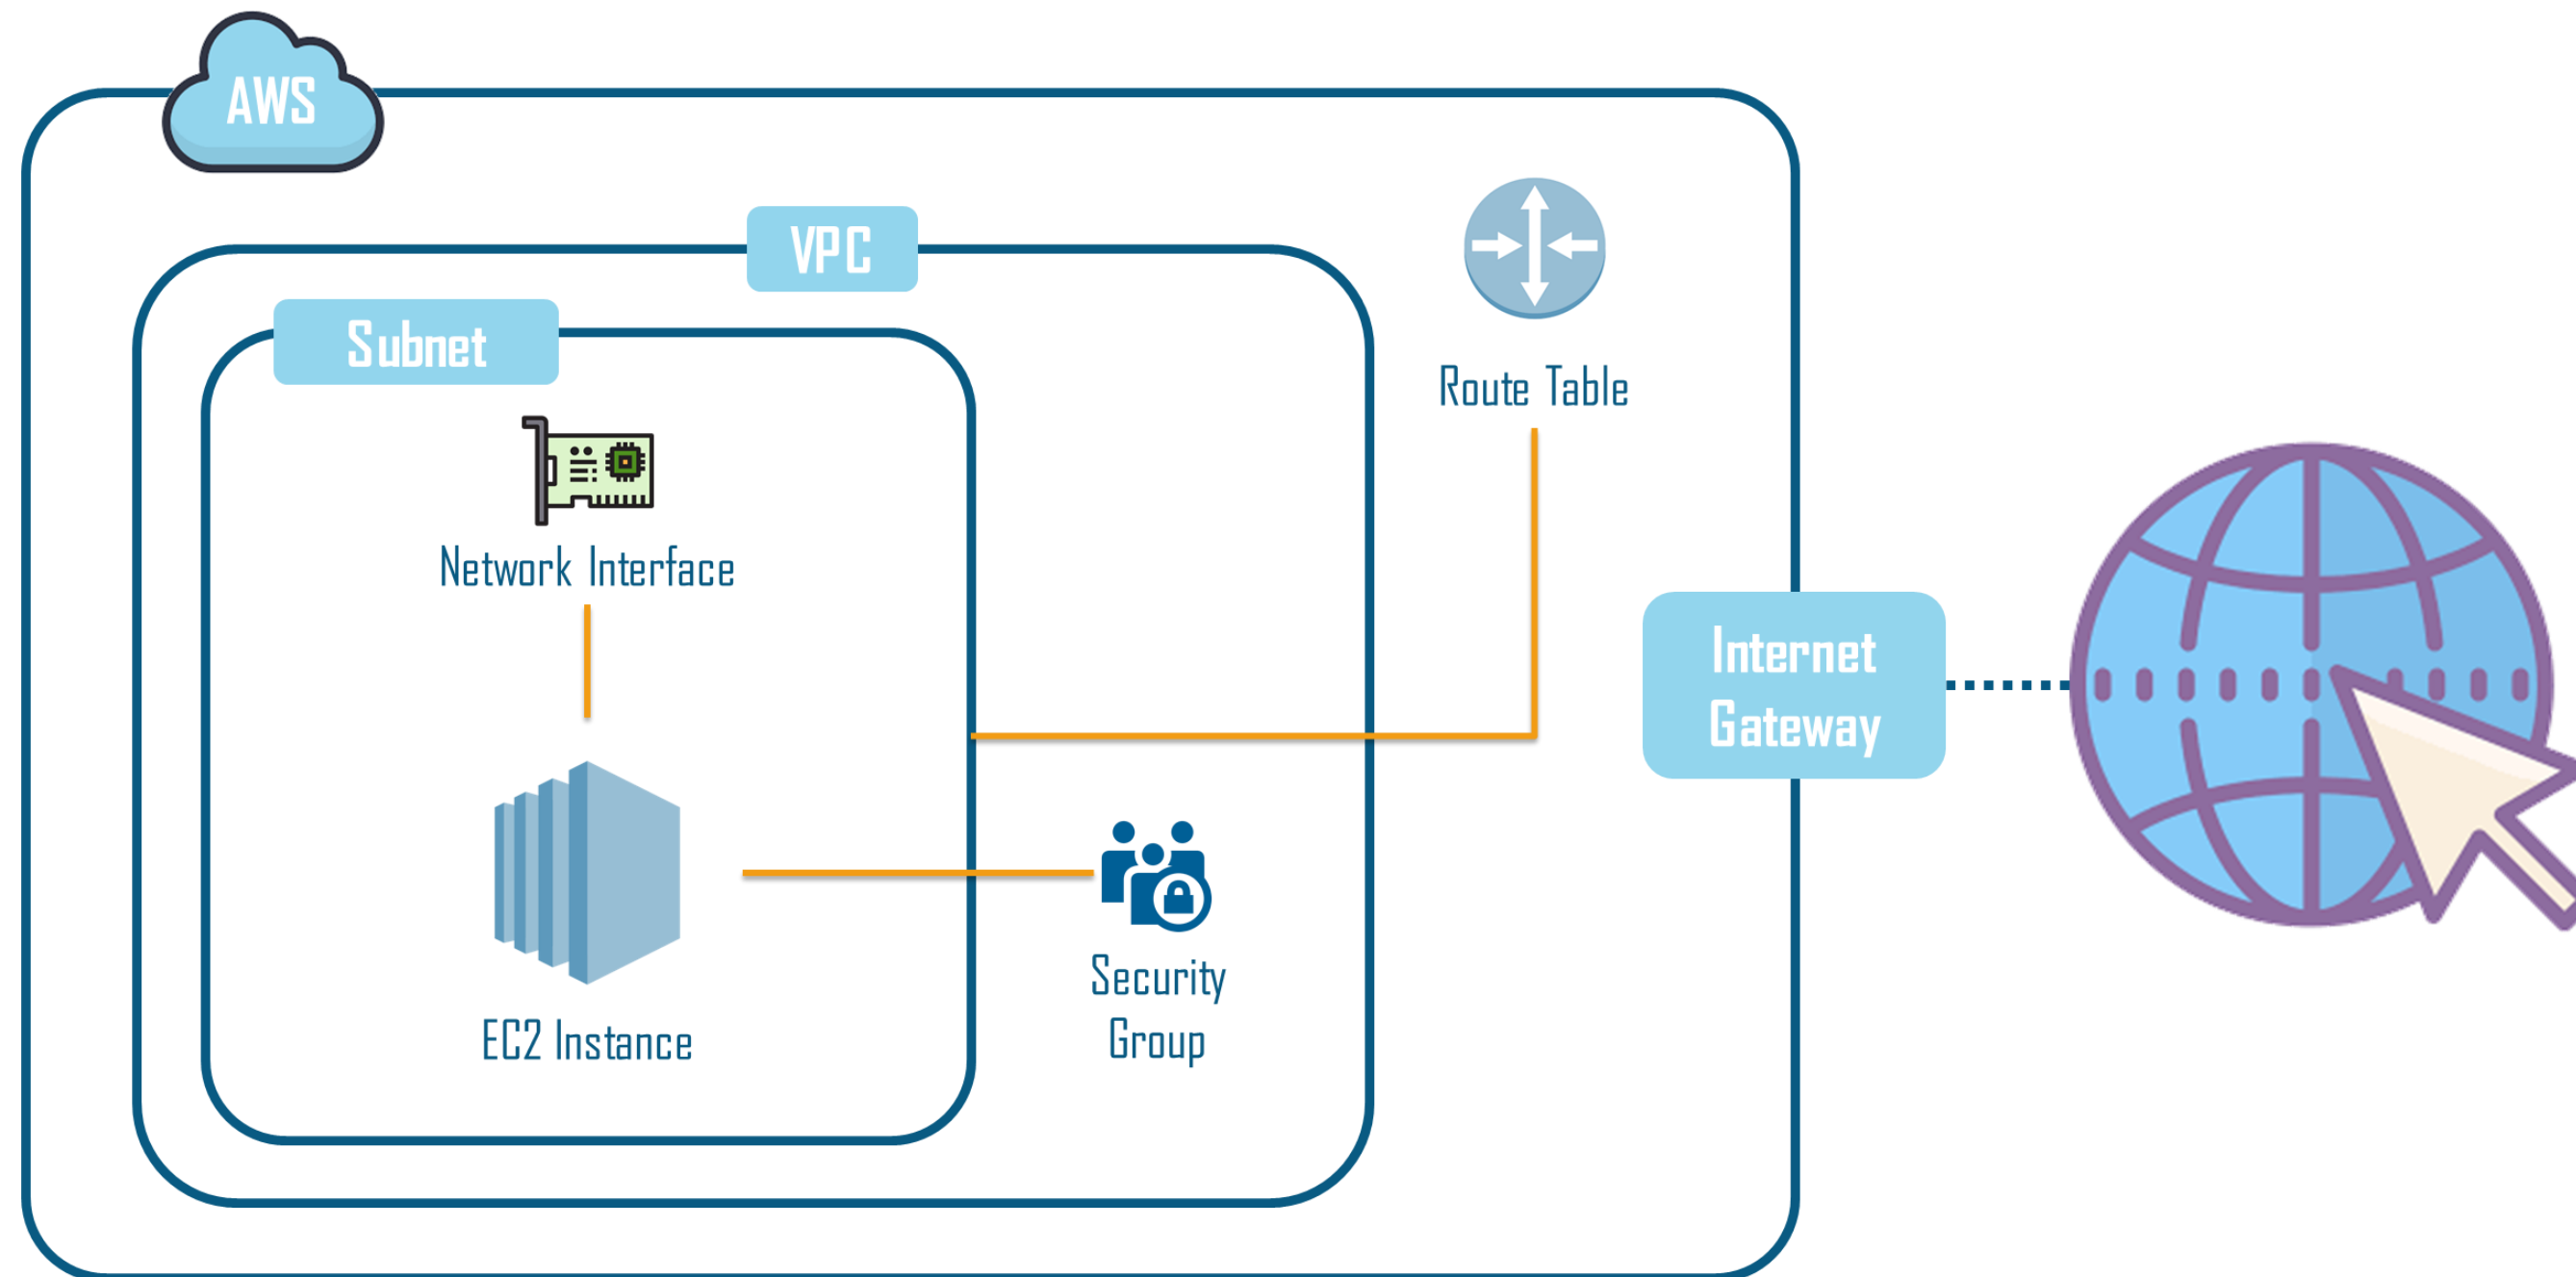 AWS
VPC
Subnet
Route Table
Network Interface
Internet
Gateway
EC2 Instance
Security
Group